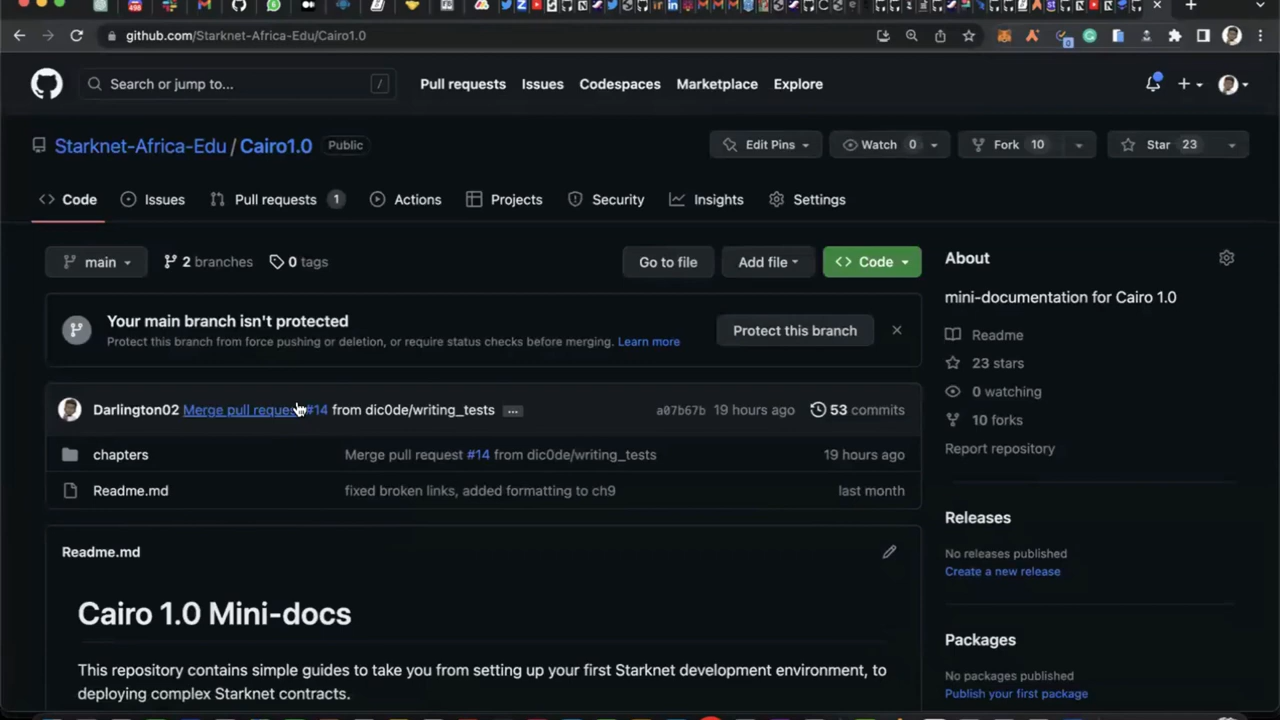 github.com/Starknet-Africa-Edu/Cairo1.0
Search or jump to... /
Pull requests Issues Codespaces Marketplace Explore
Starknet-Africa-Edu / Cairo1.0 Public
Edit Pins Watch 0 Fork 10 Star 23
Code Issues Pull requests 1 Actions Projects Security Insights Settings
main 2 branches 0 tags Go to file Add file Code
Your main branch isn't protected
Protect this branch from force pushing or deletion, or require status checks before merging. Learn more
Protect this branch
Darlington02 Merge pull request #14 from dic0de/writing_tests ... a07b67b 19 hours ago 53 commits
chapters Merge pull request #14 from dic0de/writing_tests 19 hours ago
Readme.md fixed broken links, added formatting to ch9 last month
Readme.md
Cairo 1.0 Mini-docs
This repository contains simple guides to take you from setting up your first Starknet development environment, to
deploying complex Starknet contracts.
About
mini-documentation for Cairo 1.0
Readme
23 stars
0 watching
10 forks
Report repository
Releases
No releases published
Create a new release
Packages
No packages published
Publish your first package